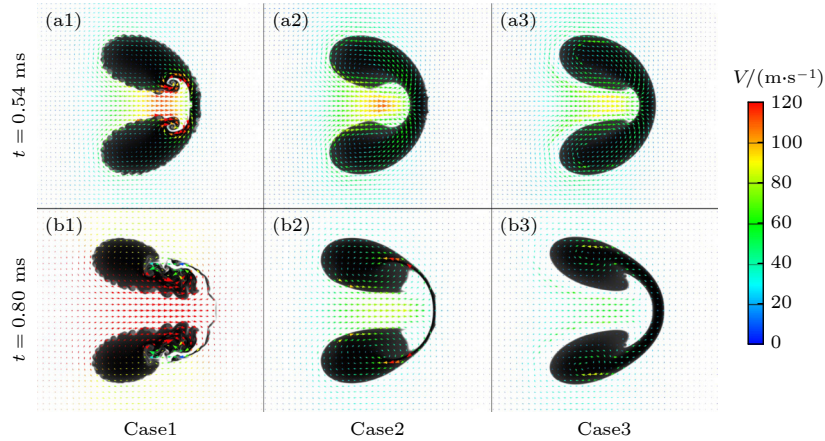 (a1) (a2) (a3)
t = 0.54 ms
V/(m·s⁻¹)
120
100
80
60
40
20
0
(b1) (b2) (b3)
t = 0.80 ms
Case1 Case2 Case3